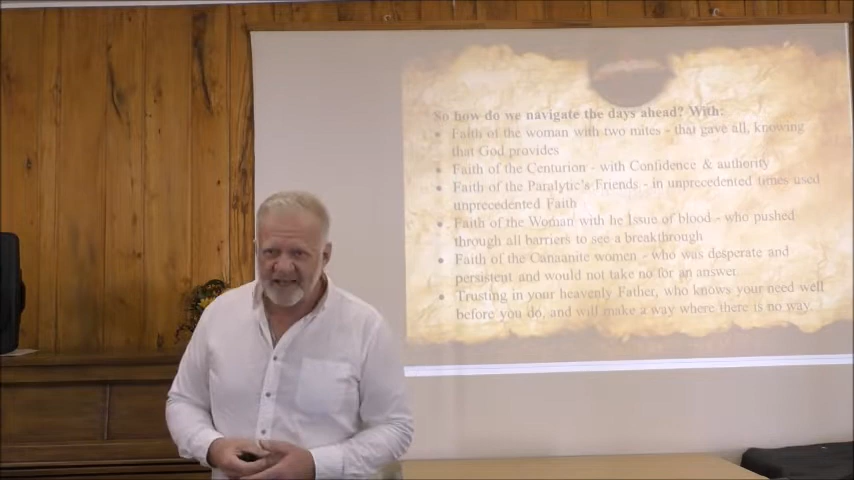 So how do we navigate the days ahead? With:
• Faith of the woman with two mites - that gave all, knowing
that God provides
• Faith of the Centurion - with Confidence & authority
• Faith of the Paralytic's Friends - in unprecedented times used
unprecedented Faith
• Faith of the Woman with he Issue of Blood - who pushed
through all barriers to see a breakthrough
• Faith of the Canaanite women - who was desperate and
persistent and would not take no for a answer
• Trusting in your heavenly Father, who knows your need well
before you do, and will make a way where there is no way.